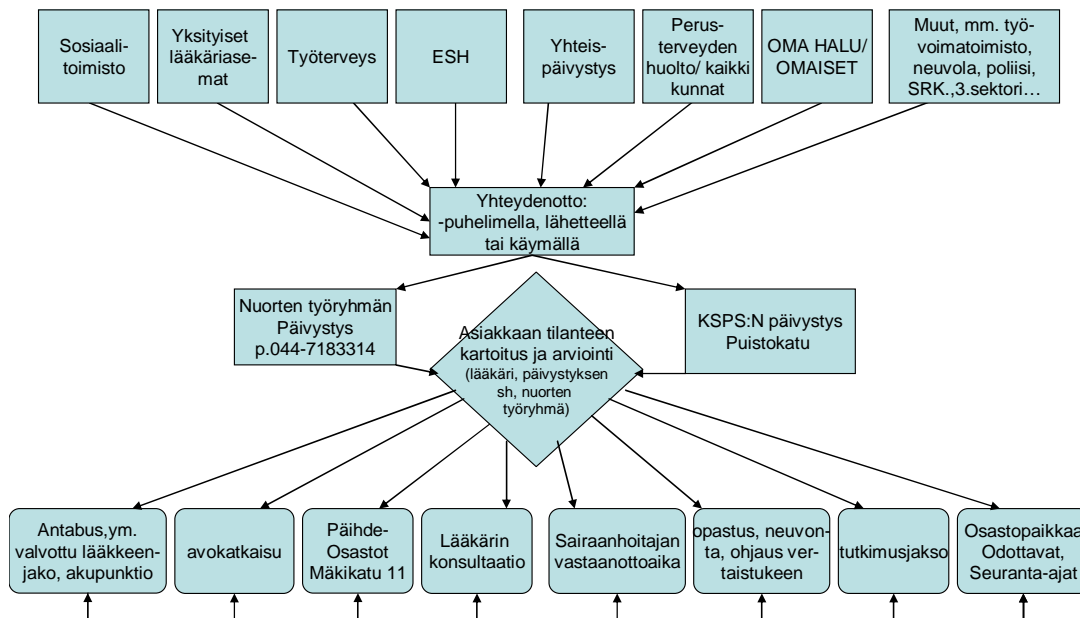 Sosiaali-
toimisto
Yksityiset
lääkäriase-
mat
Työterveys
ESH
Yhteis-
päivystys
Perus-
terveyden
huolto/ kaikki
kunnat
OMA HALU/
OMAISET
Muut, mm. työ-
voimatoimisto,
neuvola, poliisi,
SRK.,3.sektori…
Yhteydenotto:
-puhelimella, lähetteellä
tai käymällä
Nuorten työryhmän
Päivystys
p.044-7183314
KSPS:N päivystys
Puistokatu
Asiakkaan tilanteen
kartoitus ja arviointi
(lääkäri, päivystyksen
sh, nuorten
työryhmä)
Antabus,ym.
valvottu lääkkeen-
jako, akupunktio
avokatkaisu
Päihde-
Osastot
Mäkikatu 11
Lääkärin
konsultaatio
Sairaanhoitajan
vastaanottoaika
opastus, neuvon-
ta, ohjaus ver-
taistukeen
tutkimusjakso
Osastopaikkaa
Odottavat,
Seuranta-ajat